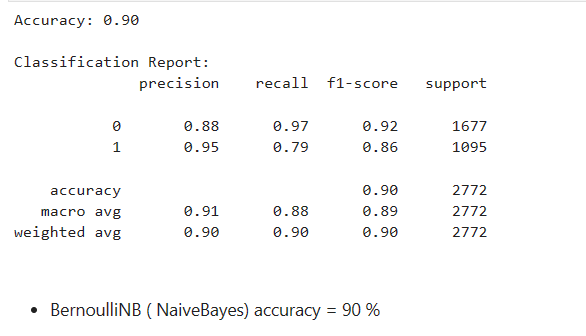 Accuracy: 0.90
Classification Report:
precision recall f1-score support
0 0.88 0.97 0.92 1677
1 0.95 0.79 0.86 1095
accuracy 0.90 2772
macro avg 0.91 0.88 0.89 2772
weighted avg 0.90 0.90 0.90 2772
• BernoulliNB ( NaiveBayes) accuracy = 90 %